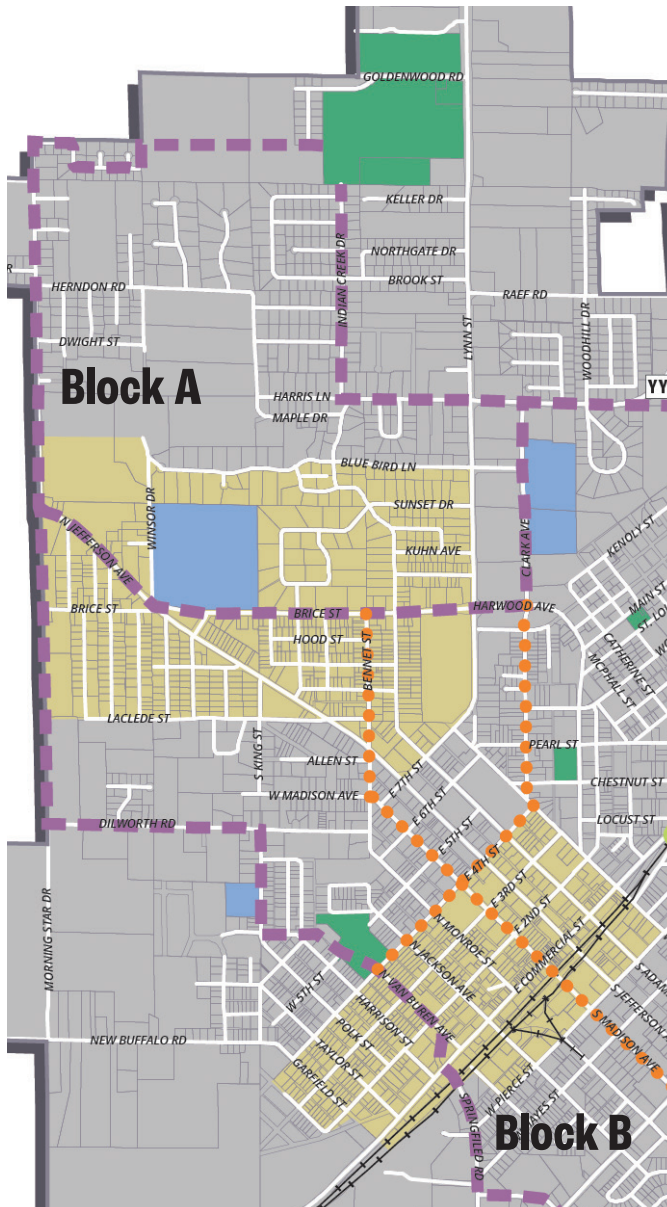 GOLDENWOOD RD
KELLER DR
INDIAN CREEK DR
NORTHGATE DR
BROOK ST
R
HERNDON RD
RAEF RD
LYNN ST
WOODHILL DR
DWIGHT ST
Block A
YY
HARRIS LN
MAPLE DR
BLUE BIRD LN
WINSOR DR
SUNSET DR
KUHN AVE
CLARK AVE
KENOLY ST
N JEFFERSON AVE
BRICE ST
BRICE ST
HARWOOD AVE
MAIN ST
ST. LO
W
HOOD ST
BENNET ST
CATHERINE ST
MCPHALL ST
LACLEDE ST
S KING ST
ALLEN ST
PEARL ST
E 7TH ST
W MADISON AVE
CHESTNUT ST
E 6TH ST
DILWORTH RD
LOCUST ST
E 5TH ST
E 4TH ST
E 3RD ST
E 2ND ST
MORNING STAR DR
N MONROE ST
N JACKSON AVE
E COMMERCIAL ST
N VAN BUREN AVE
W 5TH ST
S ADAM
S JEFFERSON A
HARRISON ST
S MADISON AVE
POLK ST
NEW BUFFALO RD
TAYLOR ST
GARFIELD ST
W PIERCE ST
SPRINGFILED RD
AYES ST
Block B